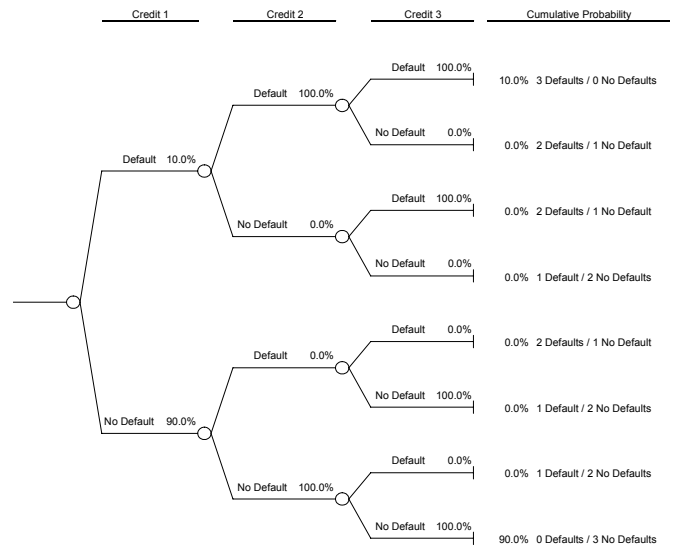 Credit 1 Credit 2 Credit 3 Cumulative Probability
Default 100.0%
10.0% 3 Defaults / 0 No Defaults
Default 100.0%
No Default 0.0%
0.0% 2 Defaults / 1 No Default
Default 10.0%
Default 100.0%
0.0% 2 Defaults / 1 No Default
No Default 0.0%
No Default 0.0%
0.0% 1 Default / 2 No Defaults
Default 0.0%
0.0% 2 Defaults / 1 No Default
Default 0.0%
No Default 100.0%
0.0% 1 Default / 2 No Defaults
No Default 90.0%
Default 0.0%
0.0% 1 Default / 2 No Defaults
No Default 100.0%
No Default 100.0%
90.0% 0 Defaults / 3 No Defaults